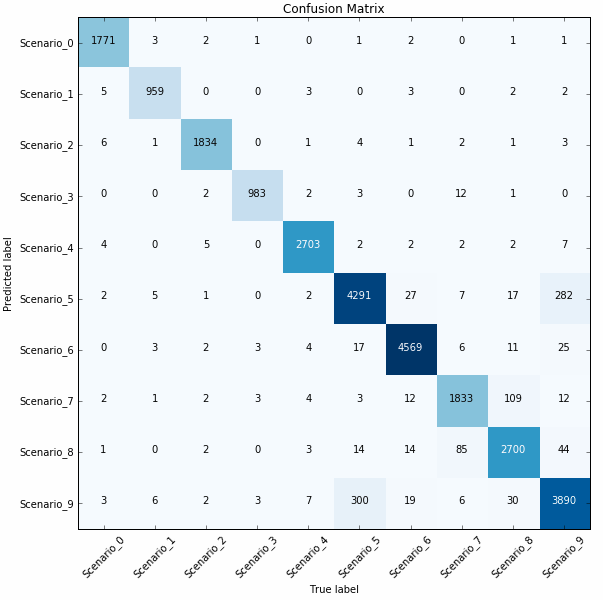 Confusion Matrix
Scenario_0 1771 3 2 1 0 1 2 0 1 1
Scenario_1 5 959 0 0 3 0 3 0 2 2
Scenario_2 6 1 1834 0 1 4 1 2 1 3
Scenario_3 0 0 2 983 2 3 0 12 1 0
Scenario_4 4 0 5 0 2703 2 2 2 2 7
Scenario_5 2 5 1 0 2 4291 27 7 17 282
Scenario_6 0 3 2 3 4 17 4569 6 11 25
Scenario_7 2 1 2 3 4 3 12 1833 109 12
Scenario_8 1 0 2 0 3 14 14 85 2700 44
Scenario_9 3 6 2 3 7 300 19 6 30 3890
Predicted label
Scenario_0 Scenario_1 Scenario_2 Scenario_3 Scenario_4 Scenario_5 Scenario_6 Scenario_7 Scenario_8 Scenario_9
True label